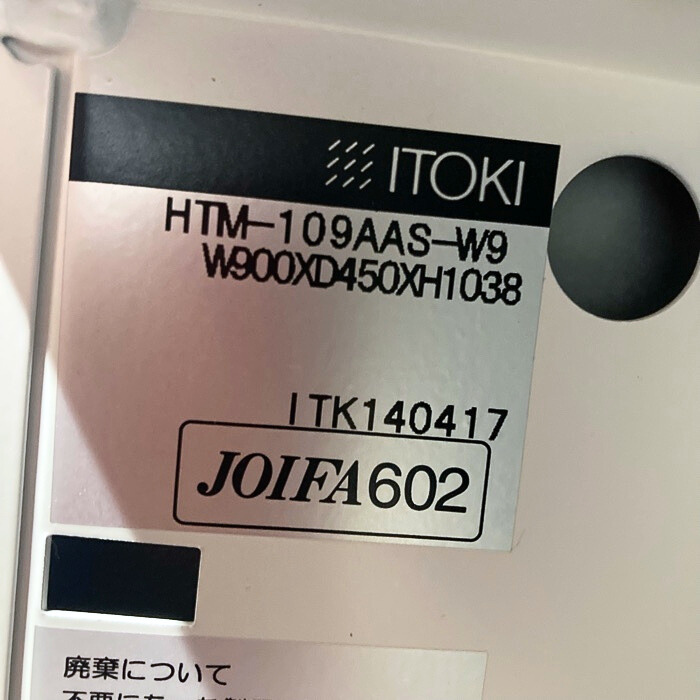 ITOKI
HTM-109AAS-W9
W900XD450XH1038
ITK140417
JOIFA602
廃棄について